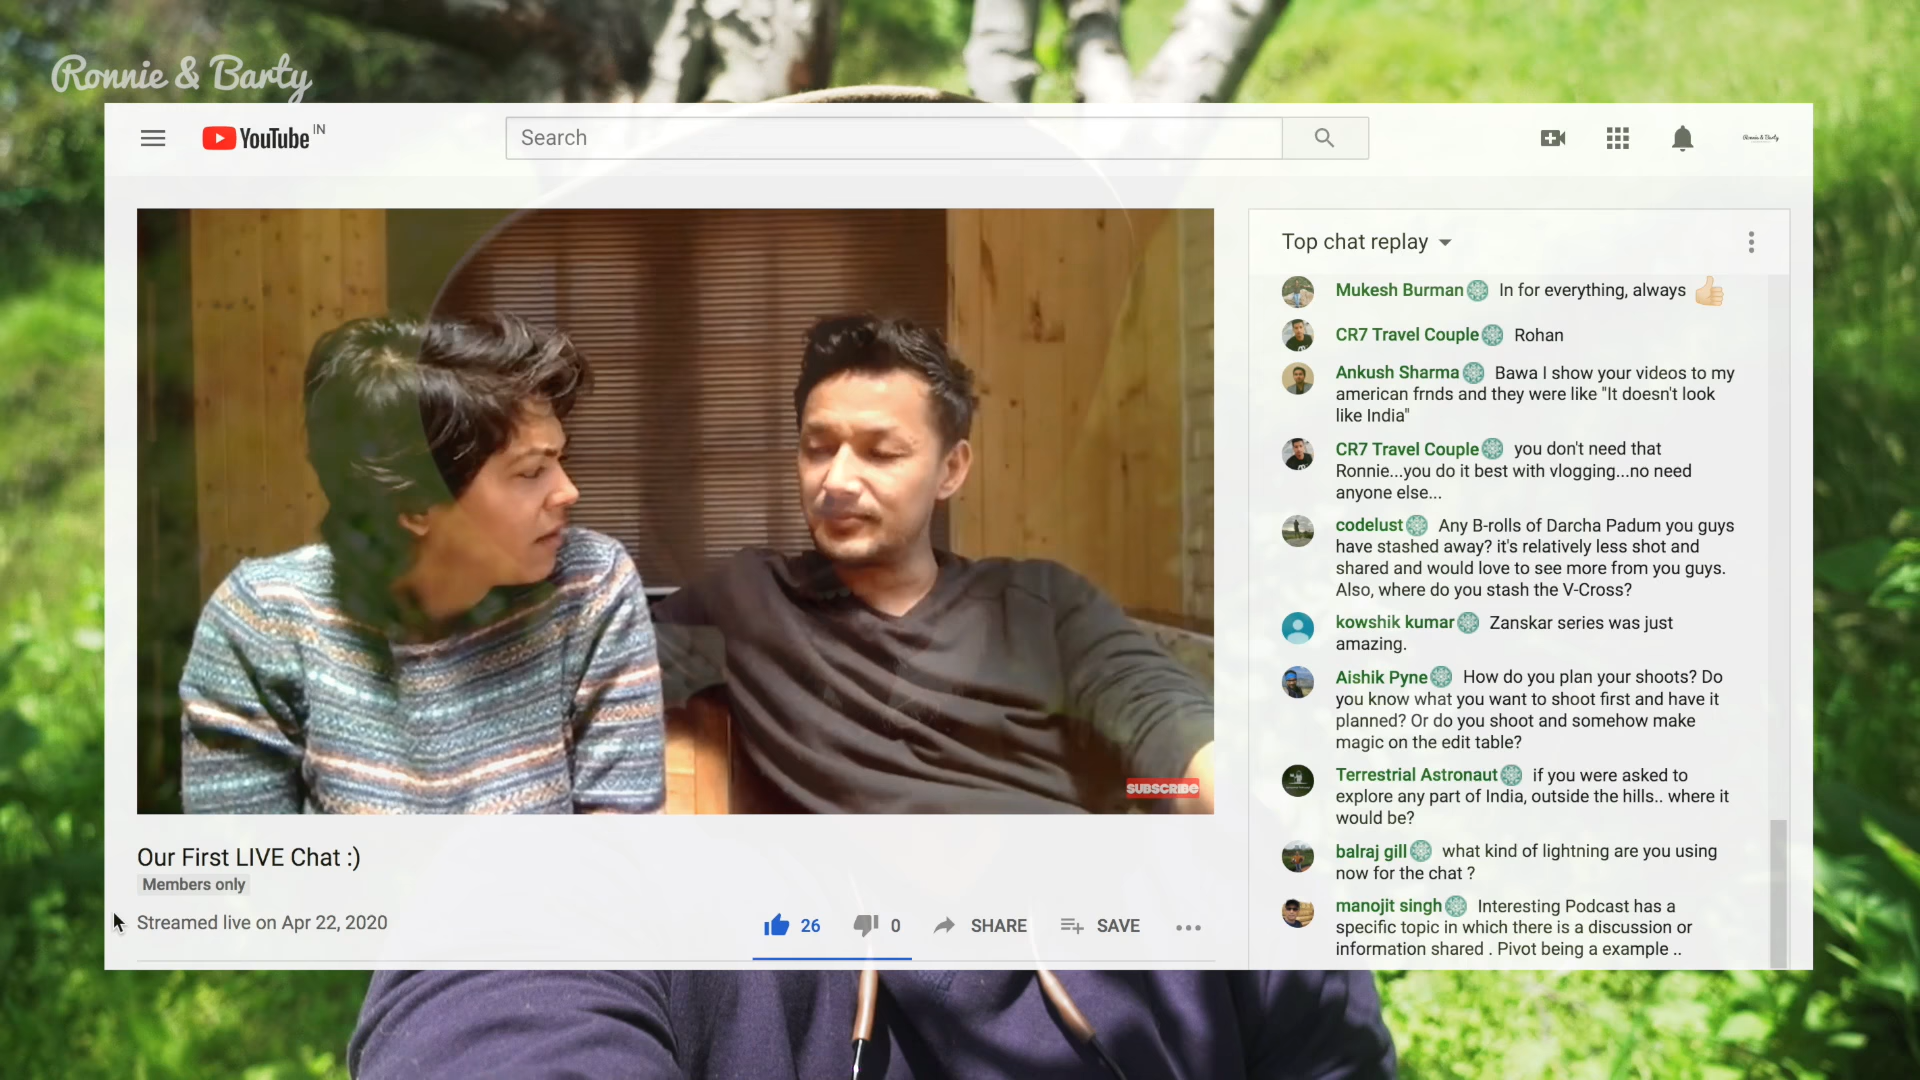 Ronnie & Barty
YouTube IN
Search
Ronnie & Barty
Top chat replay
Mukesh Burman In for everything, always
CR7 Travel Couple Rohan
Ankush Sharma Bawa I show your videos to my
american frnds and they were like "It doesn't look
like India"
CR7 Travel Couple you don't need that
Ronnie...you do it best with vlogging...no need
anyone else...
codelust Any B-rolls of Darcha Padum you guys
have stashed away? it's relatively less shot and
shared and would love to see more from you guys.
Also, where do you stash the V-Cross?
kowshik kumar Zanskar series was just
amazing.
Aishik Pyne How do you plan your shoots? Do
you know what you want to shoot first and have it
planned? Or do you shoot and somehow make
magic on the edit table?
Terrestrial Astronaut if you were asked to
explore any part of India, outside the hills.. where it
would be?
balraj gill what kind of lightning are you using
now for the chat ?
manojit singh Interesting Podcast has a
specific topic in which there is a discussion or
information shared . Pivot being a example ..
SUBSCRIBE
Our First LIVE Chat :)
Members only
Streamed live on Apr 22, 2020
26 0 SHARE SAVE